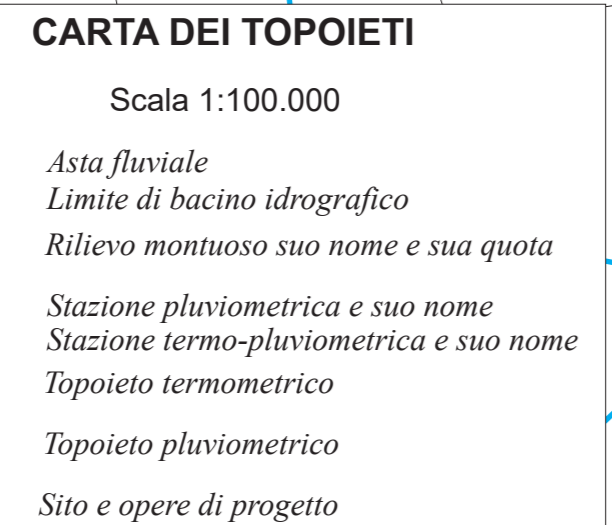 CARTA DEI TOPOIETI
Scala 1:100.000
Asta fluviale
Limite di bacino idrografico
Rilievo montuoso suo nome e sua quota
Stazione pluviometrica e suo nome
Stazione termo-pluviometrica e suo nome
Topoieto termometrico
Topoieto pluviometrico
Sito e opere di progetto